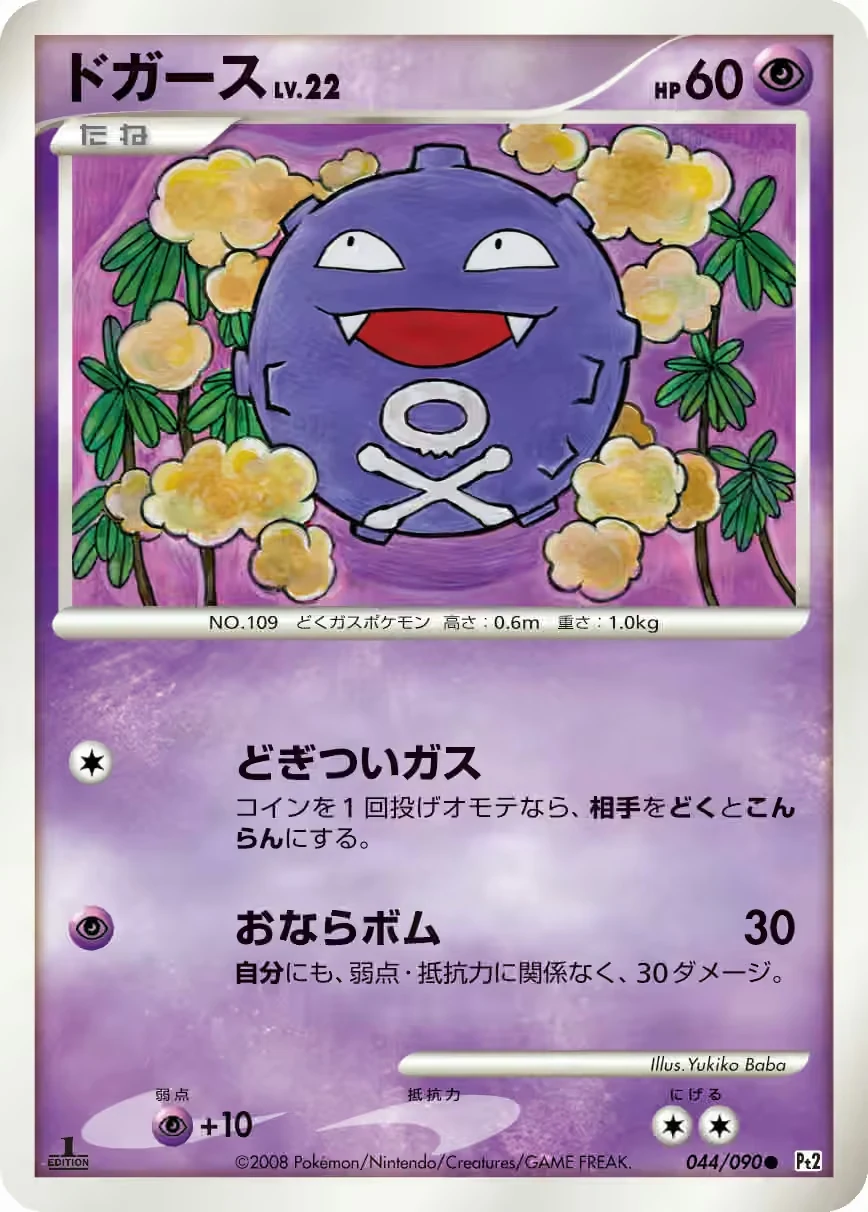 ドガース LV.22 HP 60
たね
NO.109 どくガスポケモン 高さ：0.6m 重さ：1.0kg
どぎついガス
コインを1回投げオモテなら、相手をどくとこん
らんにする。
おならボム 30
自分にも、弱点・抵抗力に関係なく、30ダメージ。
Illus.Yukiko Baba
弱点 抵抗力 にげる
+10
1 EDITION
©2008 Pokémon/Nintendo/Creatures/GAME FREAK.
044/090● Pt2